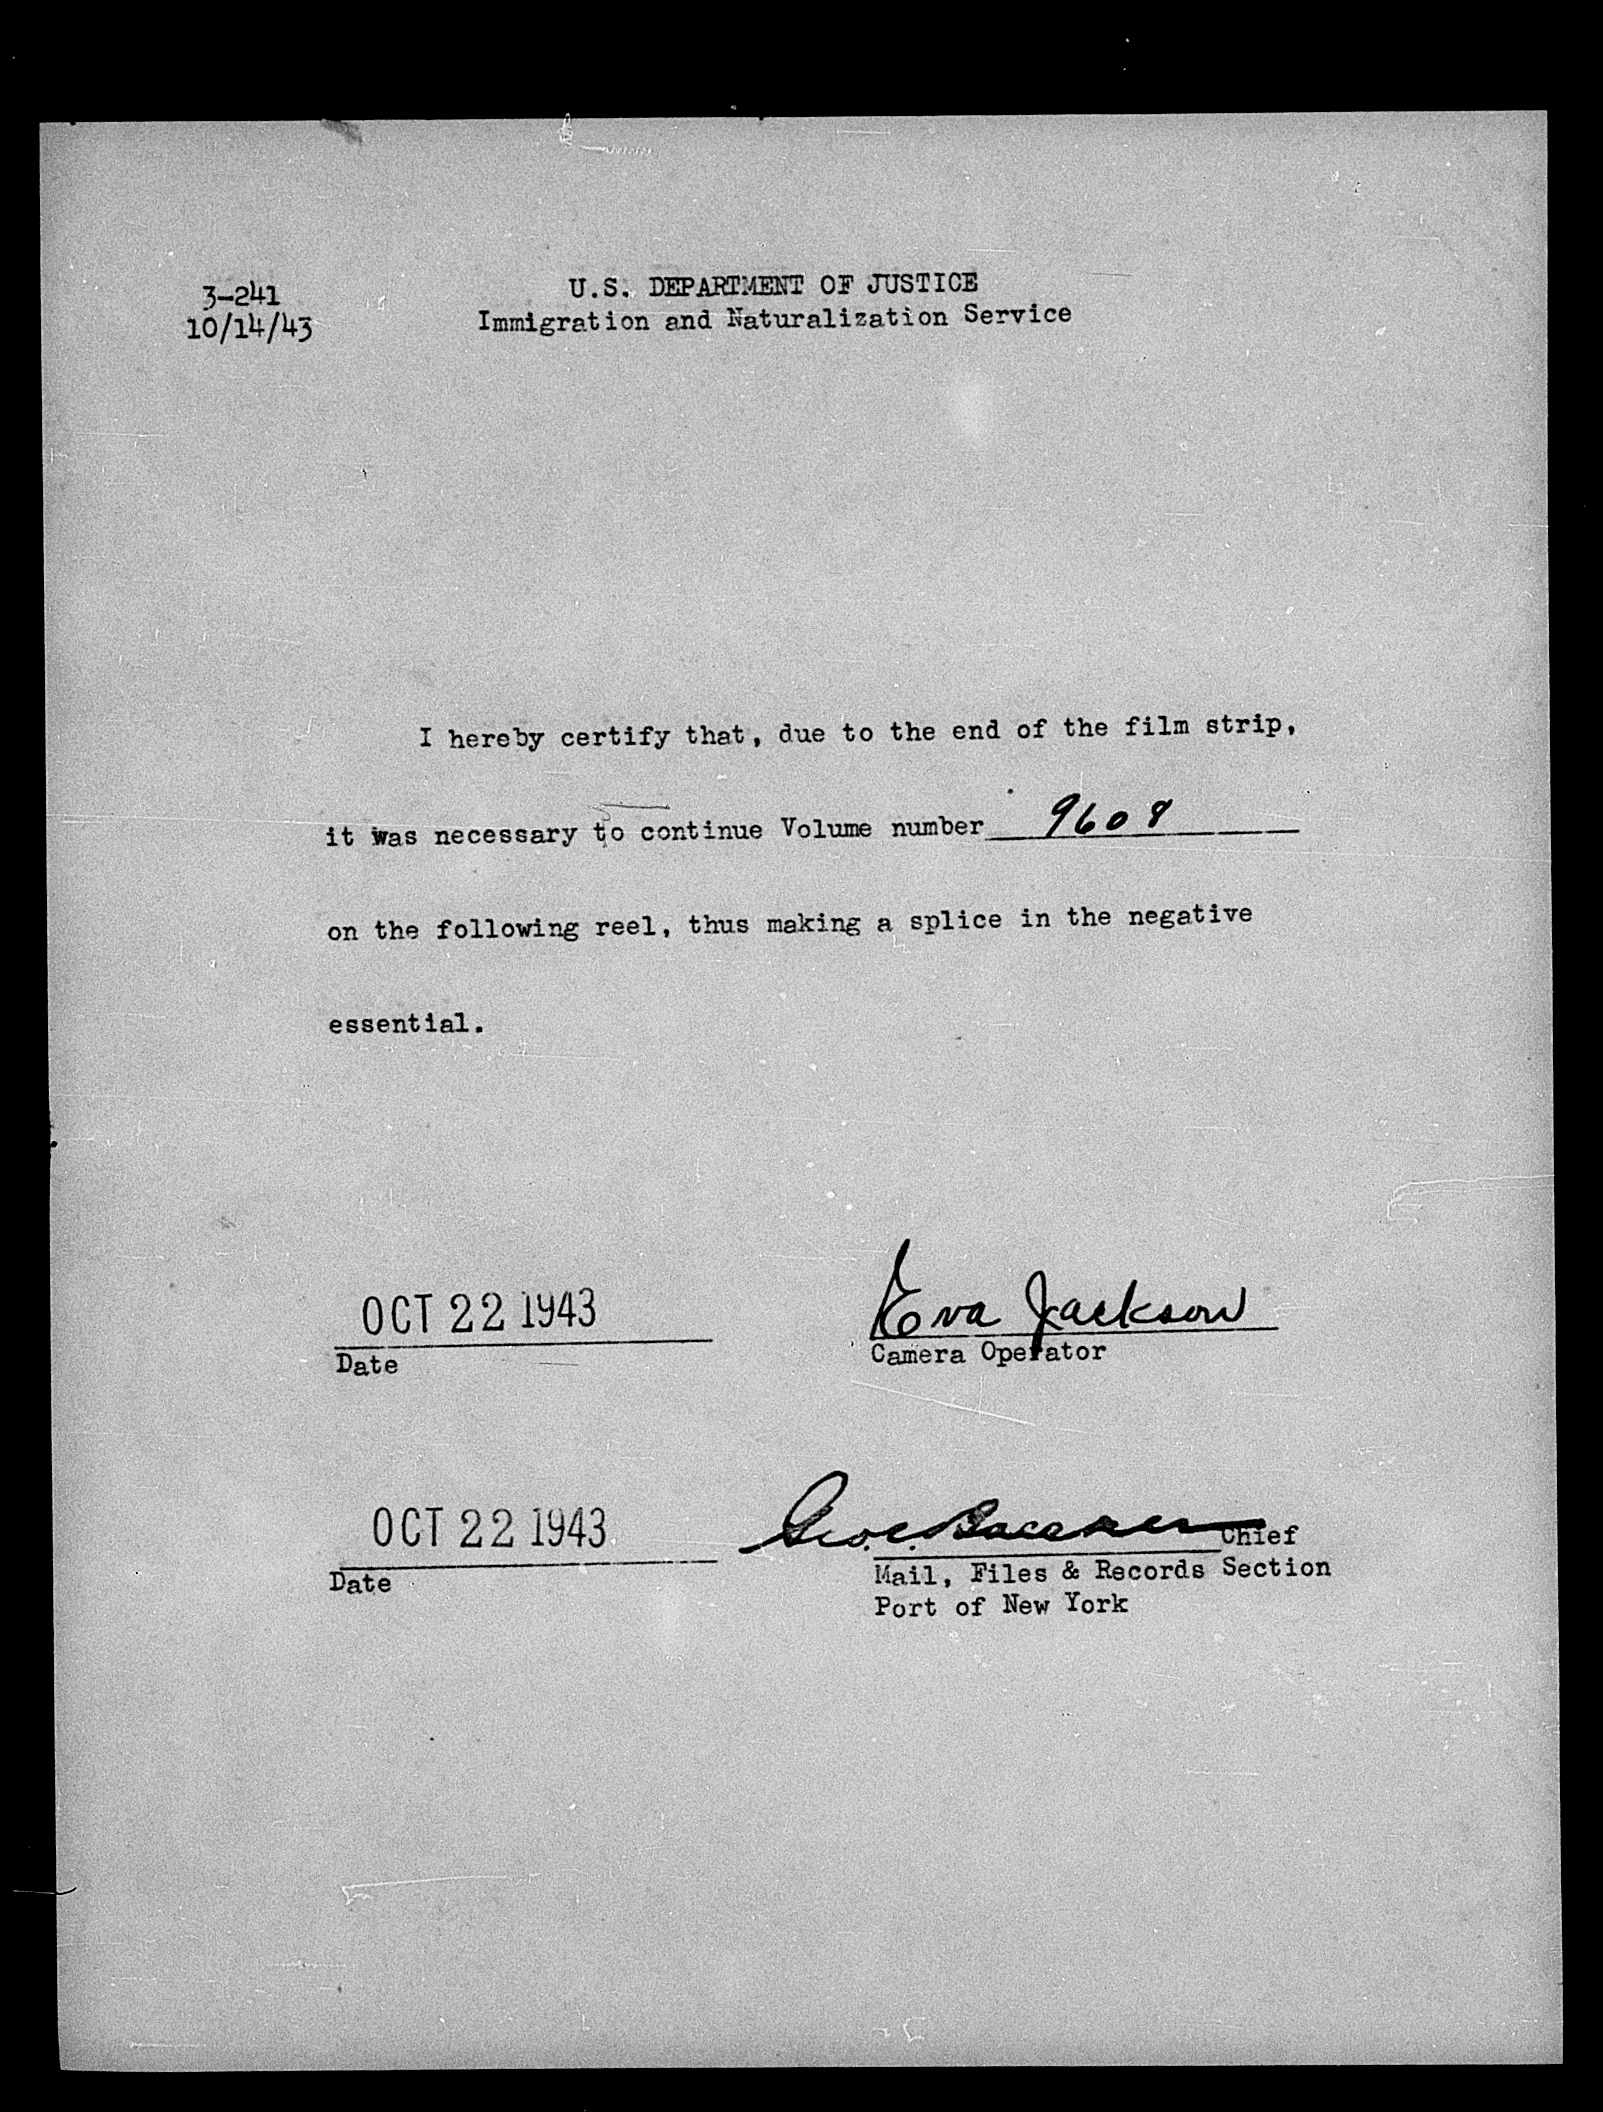 3-241
10/14/43
U.S. DEPARTMENT OF JUSTICE
Immigration and Naturalization Service
I hereby certify that, due to the end of the film strip,
it was necessary to continue Volume number 9608
on the following reel, thus making a splice in the negative
essential.
OCT 22 1943
Date
Eva Jackson
Camera Operator
OCT 22 1943
Date
Geo. C. Chief
Mail, Files & Records Section
Port of New York